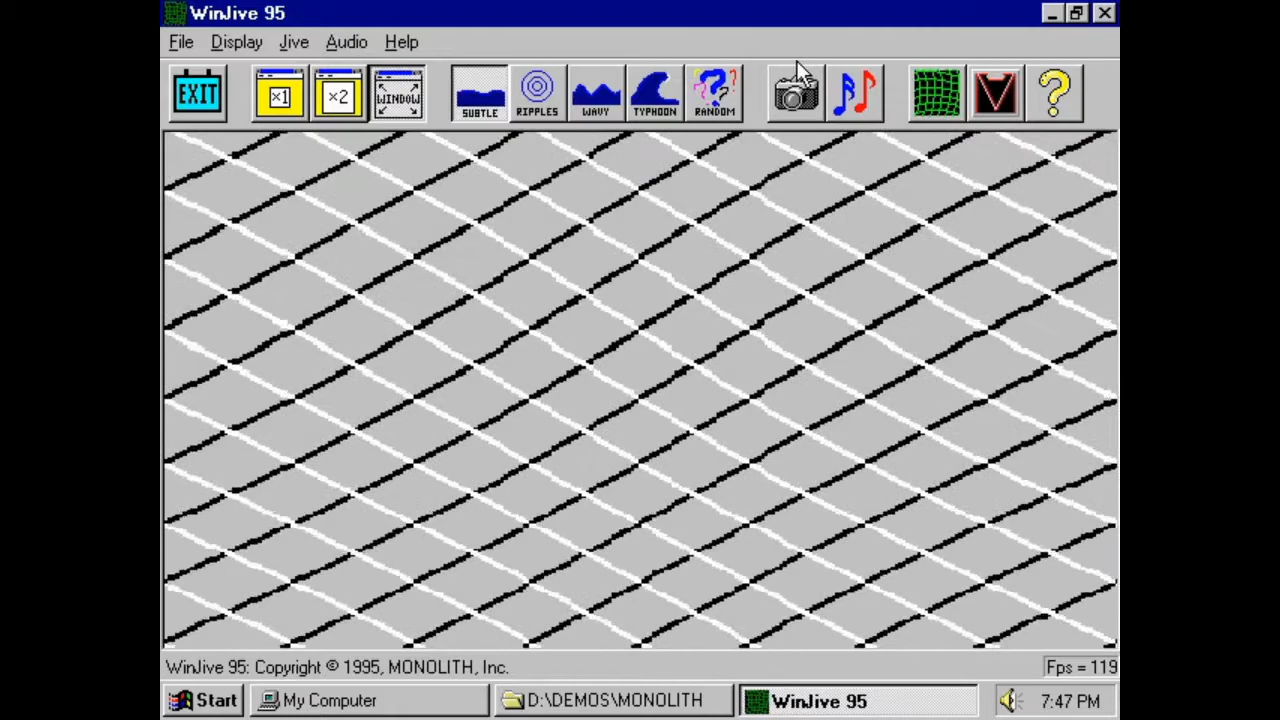 WinJive 95
File Display Jive Audio Help
EXIT ×1 ×2 WINDOW SUBTLE RIPPLES WAVY TYPHOON RANDOM
WinJive 95: Copyright © 1995, MONOLITH, Inc. Fps = 119
Start My Computer D:\DEMOS\MONOLITH WinJive 95 7:47 PM